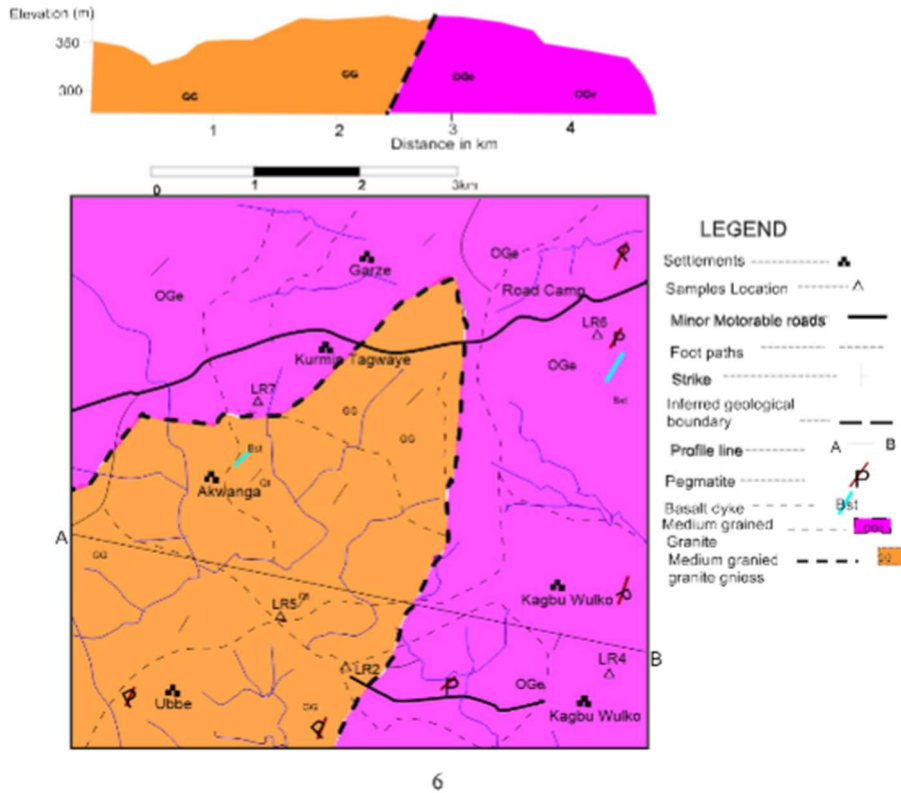 Elevation (m)
350
300
GG
GG
OGe
OGe
1
2
3
4
Distance in km
0
1
2
3km
LEGEND
Settlements
Samples Location
Minor Motorable roads
Foot paths
Strike
Inferred geological
boundary
Profile line
A
B
Pegmatite
P
Basalt dyke
Bst
Medium grained
Granite
Medium granied
granite gniess
GG
Garze
OGe
OGe
Road Camp
LR6
P
Kurmin Tagwaye
OGe
LR7
Bst
GG
GG
Bst
Akwanga
A
GG
LR5
Kagbu Wulko
P
B
LR2
LR4
P
OGe
P
Ubbe
GG
P
Kagbu Wulko
6